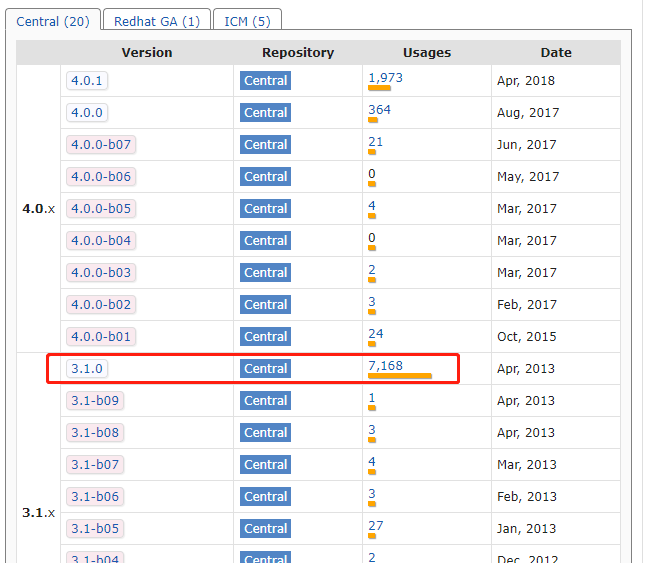 Central (20) Redhat GA (1) ICM (5)
Version Repository Usages Date
4.0.1 Central 1,973 Apr, 2018
4.0.0 Central 364 Aug, 2017
4.0.0-b07 Central 21 Jun, 2017
4.0.0-b06 Central 0 May, 2017
4.0.x 4.0.0-b05 Central 4 Mar, 2017
4.0.0-b04 Central 0 Mar, 2017
4.0.0-b03 Central 2 Mar, 2017
4.0.0-b02 Central 3 Feb, 2017
4.0.0-b01 Central 24 Oct, 2015
3.1.0 Central 7,168 Apr, 2013
3.1-b09 Central 1 Apr, 2013
3.1-b08 Central 3 Apr, 2013
3.1-b07 Central 4 Mar, 2013
3.1-b06 Central 3 Feb, 2013
3.1.x 3.1-b05 Central 27 Jan, 2013
3.1-b04 Central 2 Dec, 2012